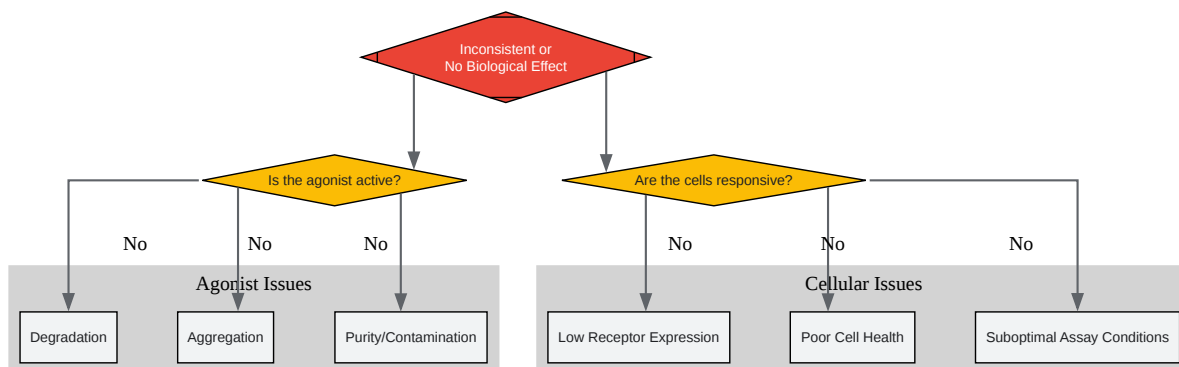 Inconsistent or
No Biological Effect
Is the agonist active?
Are the cells responsive?
No
No
No
No
No
No
Agonist Issues
Cellular Issues
Degradation
Aggregation
Purity/Contamination
Low Receptor Expression
Poor Cell Health
Suboptimal Assay Conditions